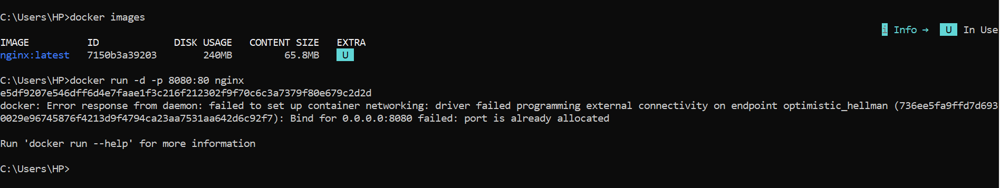 C:\Users\HP>docker images
i Info → U In Use
IMAGE ID DISK USAGE CONTENT SIZE EXTRA
nginx:latest 7150b3a39203 240MB 65.8MB U
C:\Users\HP>docker run -d -p 8080:80 nginx
e5df9207e546dff6d4e7faae1f3c216f212302f9f70c6c3a7379f80e679c2d2d
docker: Error response from daemon: failed to set up container networking: driver failed programming external connectivity on endpoint optimistic_hellman (736ee5fa9ffd7d693
0029e96745876f4213d9f4794ca23aa7531aa642d6c92f7): Bind for 0.0.0.0:8080 failed: port is already allocated
Run 'docker run --help' for more information
C:\Users\HP>